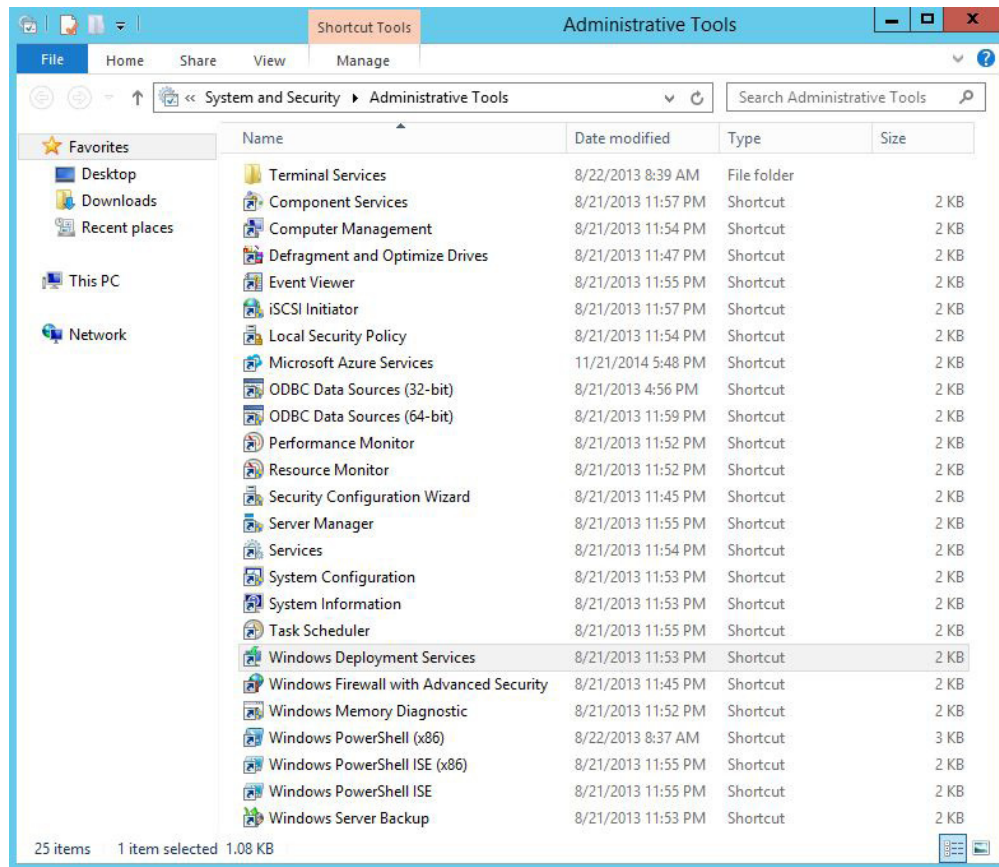 Shortcut Tools Administrative Tools
File Home Share View Manage
« System and Security Administrative Tools Search Administrative Tools
Name Date modified Type Size
Favorites
Desktop
Downloads
Recent places
This PC
Network
Terminal Services 8/22/2013 8:39 AM File folder
Component Services 8/21/2013 11:57 PM Shortcut 2 KB
Computer Management 8/21/2013 11:54 PM Shortcut 2 KB
Defragment and Optimize Drives 8/21/2013 11:47 PM Shortcut 2 KB
Event Viewer 8/21/2013 11:55 PM Shortcut 2 KB
iSCSI Initiator 8/21/2013 11:57 PM Shortcut 2 KB
Local Security Policy 8/21/2013 11:54 PM Shortcut 2 KB
Microsoft Azure Services 11/21/2014 5:48 PM Shortcut 2 KB
ODBC Data Sources (32-bit) 8/21/2013 4:56 PM Shortcut 2 KB
ODBC Data Sources (64-bit) 8/21/2013 11:59 PM Shortcut 2 KB
Performance Monitor 8/21/2013 11:52 PM Shortcut 2 KB
Resource Monitor 8/21/2013 11:52 PM Shortcut 2 KB
Security Configuration Wizard 8/21/2013 11:45 PM Shortcut 2 KB
Server Manager 8/21/2013 11:55 PM Shortcut 2 KB
Services 8/21/2013 11:54 PM Shortcut 2 KB
System Configuration 8/21/2013 11:53 PM Shortcut 2 KB
System Information 8/21/2013 11:53 PM Shortcut 2 KB
Task Scheduler 8/21/2013 11:55 PM Shortcut 2 KB
Windows Deployment Services 8/21/2013 11:53 PM Shortcut 2 KB
Windows Firewall with Advanced Security 8/21/2013 11:45 PM Shortcut 2 KB
Windows Memory Diagnostic 8/21/2013 11:52 PM Shortcut 2 KB
Windows PowerShell (x86) 8/22/2013 8:37 AM Shortcut 3 KB
Windows PowerShell ISE (x86) 8/21/2013 11:55 PM Shortcut 2 KB
Windows PowerShell ISE 8/21/2013 11:55 PM Shortcut 2 KB
Windows Server Backup 8/21/2013 11:53 PM Shortcut 2 KB
25 items 1 item selected 1.08 KB